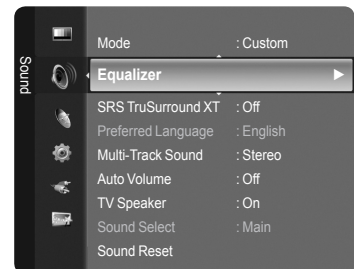 Sound
Mode : Custom
Equalizer
SRS TruSurround XT : Off
Preferred Language : English
Multi-Track Sound : Stereo
Auto Volume : Off
TV Speaker : On
Sound Select : Main
Sound Reset